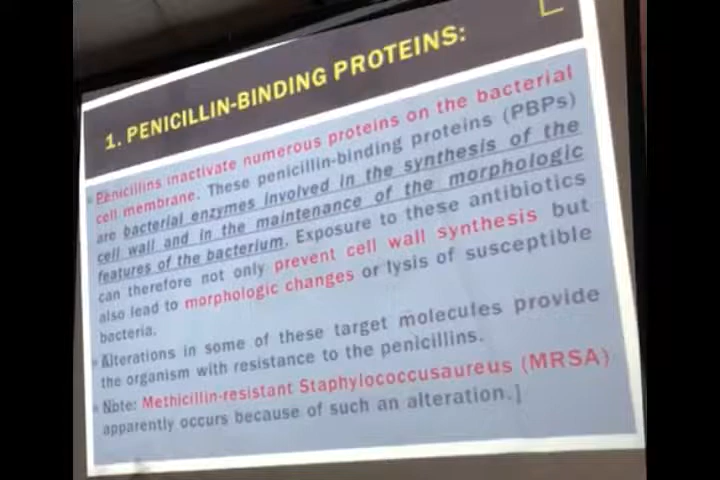 1. PENICILLIN-BINDING PROTEINS:
Penicillins inactivate numerous proteins on the bacterial
cell membrane. These penicillin-binding proteins (PBPs)
are bacterial enzymes involved in the synthesis of the
cell wall and in the maintenance of the morphologic
features of the bacterium. Exposure to these antibiotics
can therefore not only prevent cell wall synthesis but
also lead to morphologic changes or lysis of susceptible
bacteria.
Alterations in some of these target molecules provide
the organism with resistance to the penicillins.
Note: Methicillin-resistant Staphylococcusaureus (MRSA)
apparently occurs because of such an alteration.]